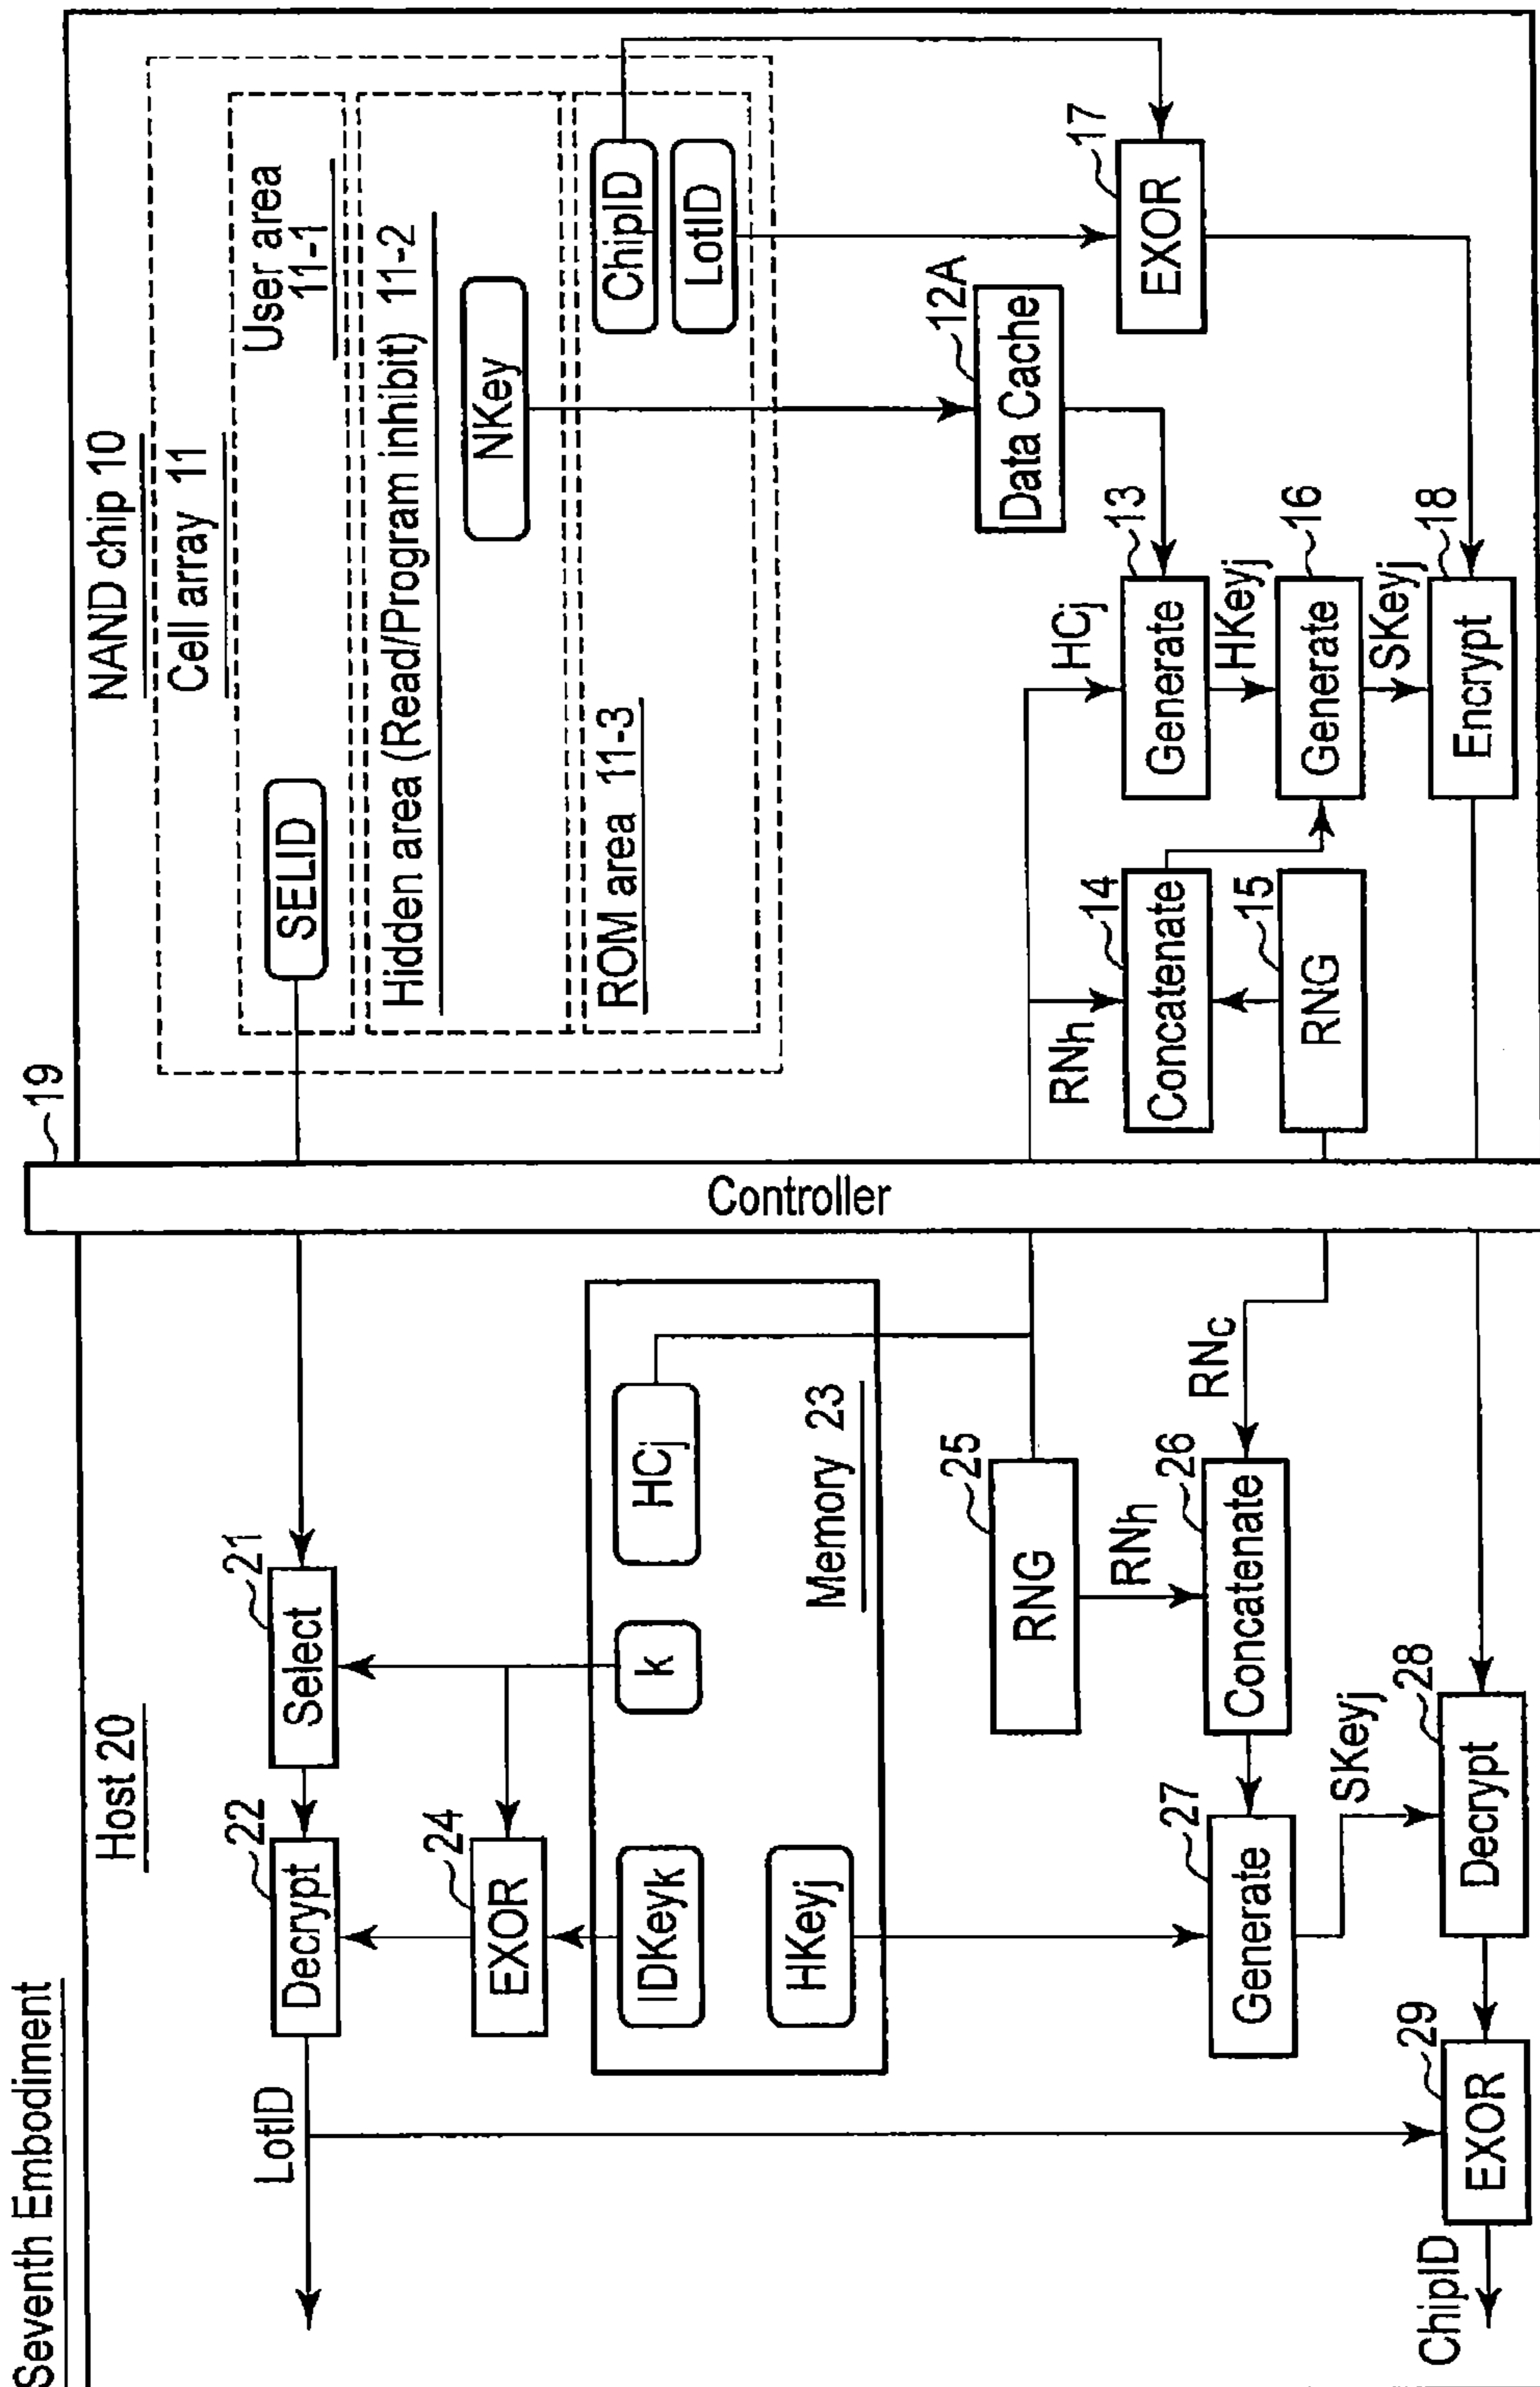 Seventh Embodiment
Host 20
19
NAND chip 10
Cell array 11
User area
11-1
SELID
Hidden area (Read/Program inhibit) 11-2
NKey
ROM area 11-3
ChipID
LotID
LotID
22
Decrypt
21
Select
24
EXOR
IDKeyk
k
HCj
HKeyj
Memory 23
Controller
12A
Data Cache
17
EXOR
25
RNG
RNh
RNc
26
Concatenate
27
Generate
SKeyj
28
Decrypt
29
EXOR
ChipID
RNh
14
Concatenate
15
RNG
HCj
13
Generate
HKeyj
16
Generate
SKeyj
18
Encrypt